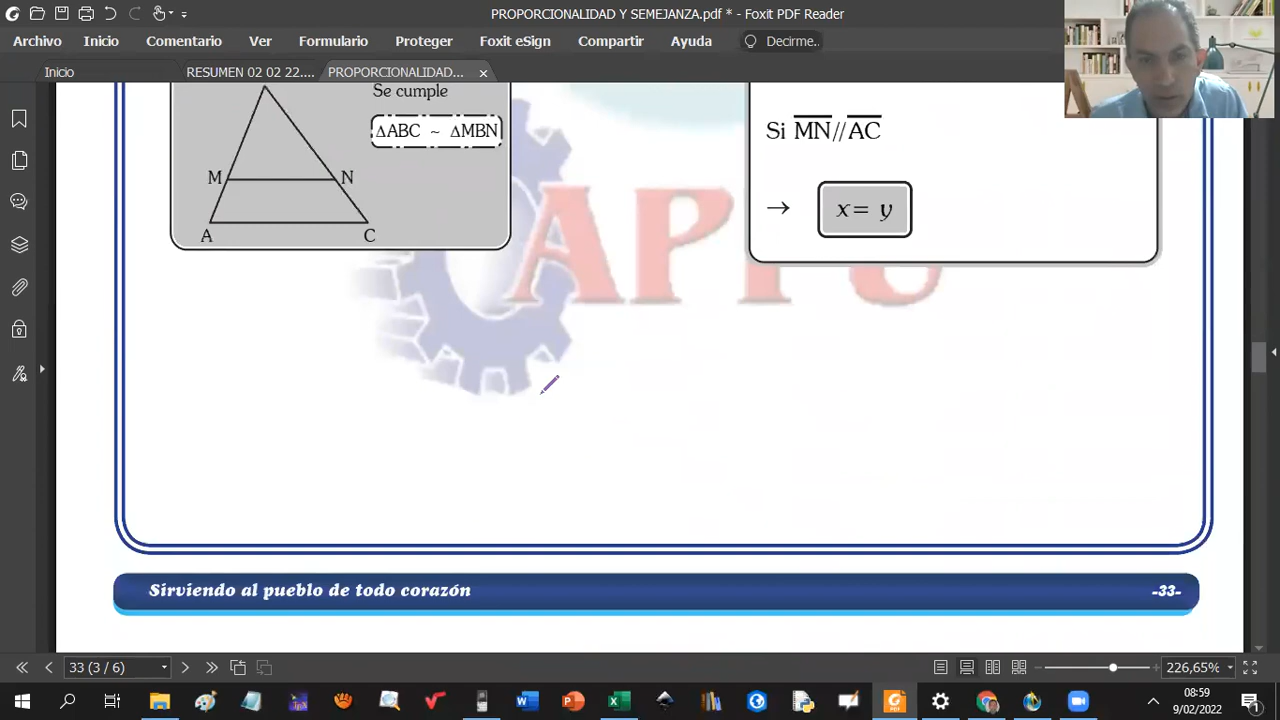 PROPORCIONALIDAD Y SEMEJANZA.pdf * - Foxit PDF Reader
Archivo Inicio Comentario Ver Formulario Proteger Foxit eSign Compartir Ayuda Decirme..
Inicio RESUMEN 02 02 22.... PROPORCIONALIDAD...
Se cumple
ΔABC ~ ΔMBN
M N
A C
Si MN//AC
→ x = y
APPU
Sirviendo al pueblo de todo corazón -33-
33 (3 / 6) 226,65%
08:59
9/02/2022